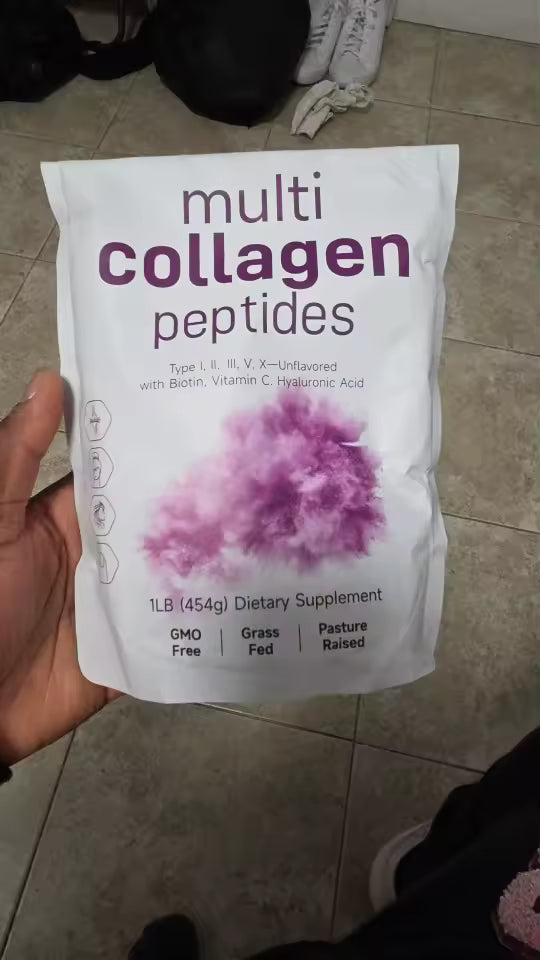 multi
collagen
peptides
Type I, II, III, V, X—Unflavored
with Biotin, Vitamin C, Hyaluronic Acid
1LB (454g) Dietary Supplement
GMO Free
Grass Fed
Pasture Raised